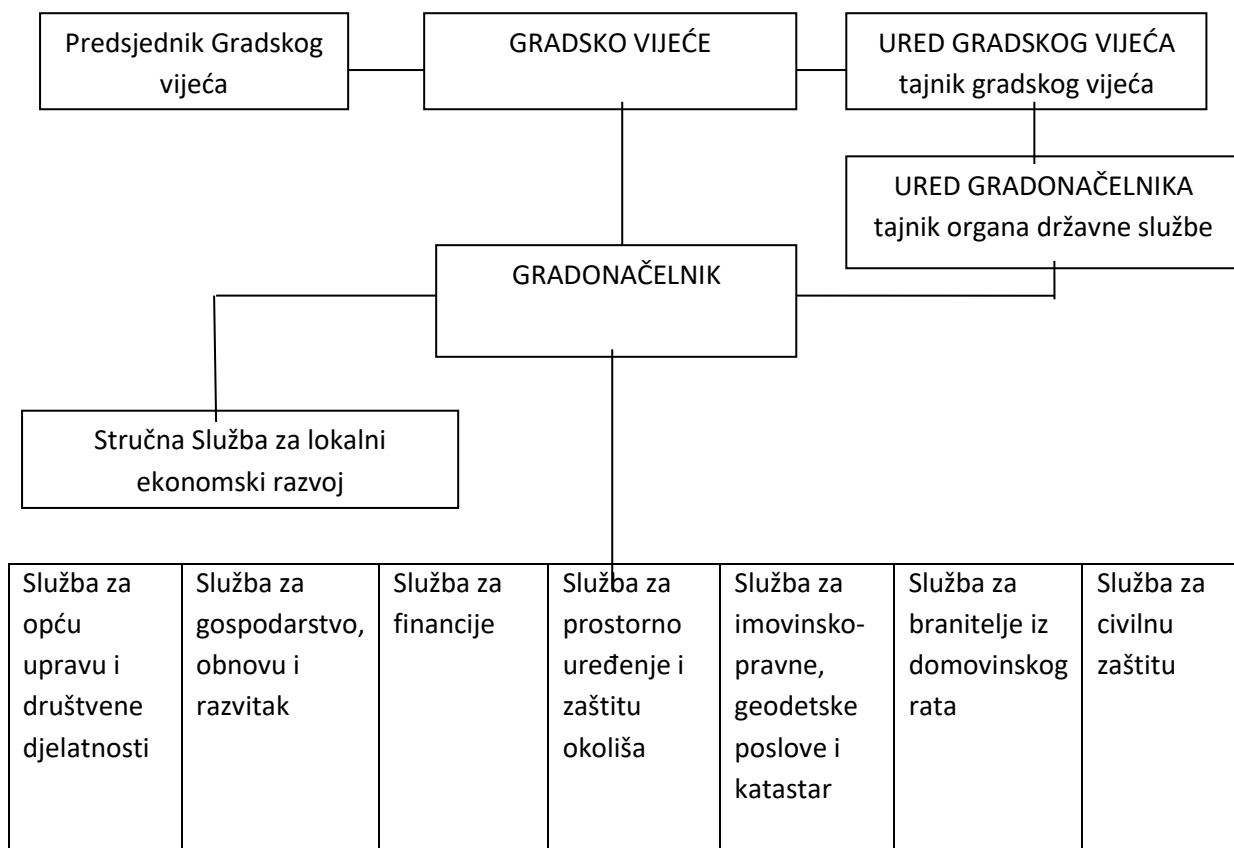 Predsjednik Gradskog
vijeća
GRADSKO VIJEĆE
URED GRADSKOG VIJEĆA
tajnik gradskog vijeća
URED GRADONAČELNIKA
tajnik organa državne službe
GRADONAČELNIK
Stručna Služba za lokalni
ekonomski razvoj
Služba za
opću
upravu i
društvene
djelatnosti
Služba za
gospodarstvo,
obnovu i
razvitak
Služba za
financije
Služba za
prostorno
uređenje i
zaštitu
okoliša
Služba za
imovinsko-
pravne,
geodetske
poslove i
katastar
Služba za
branitelje iz
domovinskog
rata
Služba za
civilnu
zaštitu